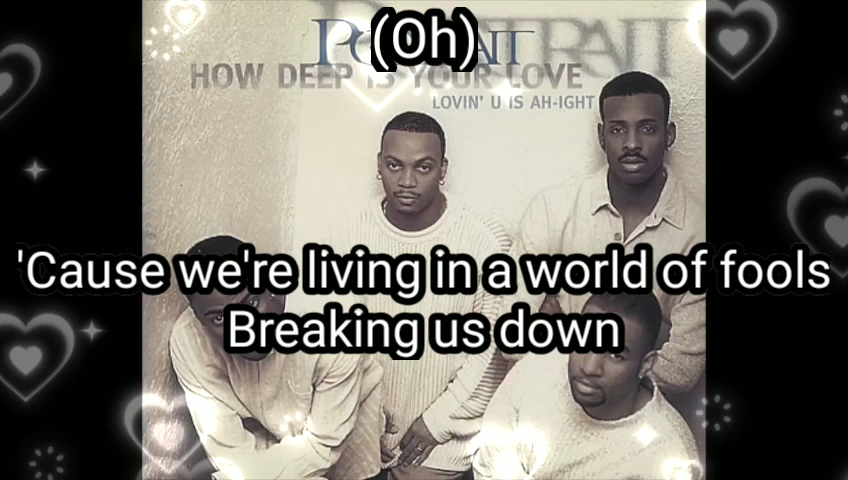 PORTRAIT
(Oh)
HOW DEEP IS YOUR LOVE
LOVIN' U IS AH-IGHT
'Cause we're living in a world of fools
Breaking us down